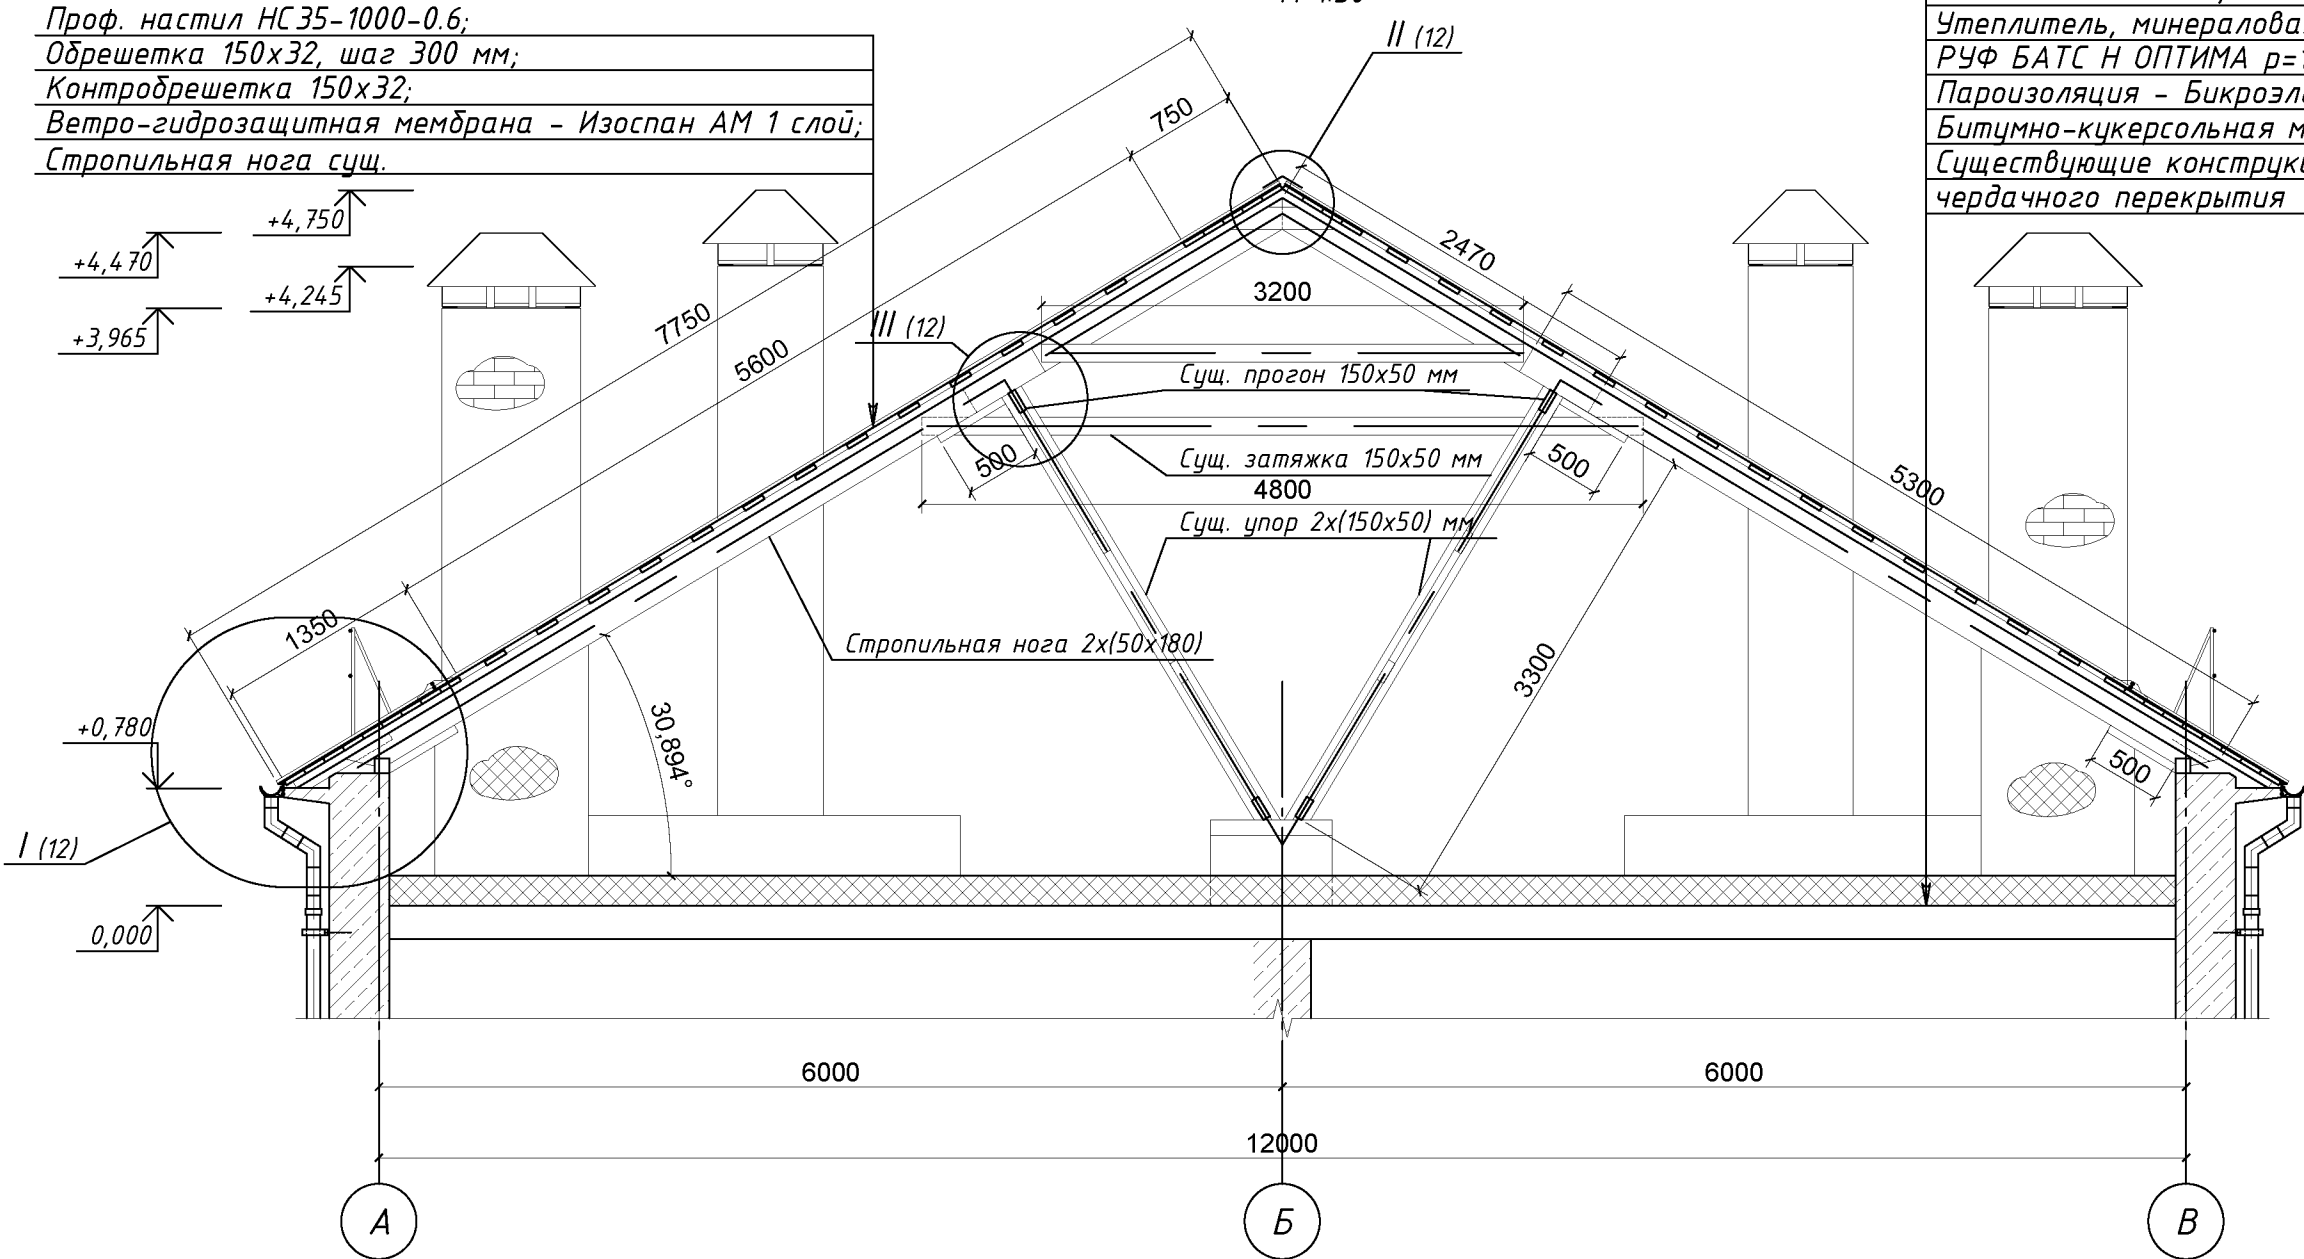 Проф. настил НС35-1000-0.6;
Обрешетка 150х32, шаг 300 мм;
Контробрешетка 150х32;
Ветро-гидрозащитная мембрана - Изоспан АМ 1 слой;
Стропильная нога сущ.
II (12)
Утеплитель, минералова
РУФ БАТС Н ОПТИМА р=
Пароизоляция - Бикроэл
Битумно-кукерсольная м
Существующие конструкц
чердачного перекрытия
+4,750
+4,470
+4,245
+3,965
750
2470
7750
5600
3200
III (12)
Сущ. прогон 150х50 мм
500
Сущ. затяжка 150х50 мм
500
4800
5300
Сущ. упор 2х(150х50) мм
1350
Стропильная нога 2х(50х180)
3300
30,894°
+0,780
500
I (12)
0,000
6000
6000
12000
А
Б
В